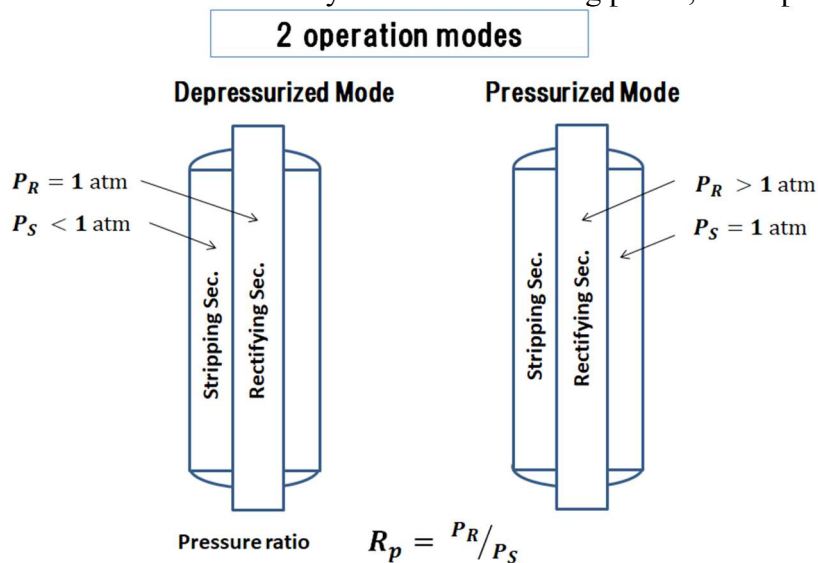 2 operation modes
Depressurized Mode
Pressurized Mode
P_R = 1 atm
P_S < 1 atm
Stripping Sec.
Rectifying Sec.
P_R > 1 atm
P_S = 1 atm
Stripping Sec.
Rectifying Sec.
Pressure ratio R_p = P_R/P_S